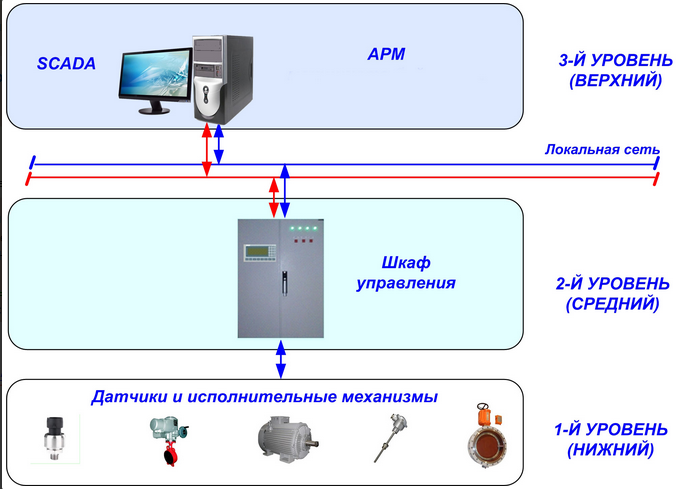 SCADA
АРМ
3-Й УРОВЕНЬ
(ВЕРХНИЙ)
Локальная сеть
Шкаф
управления
2-Й УРОВЕНЬ
(СРЕДНИЙ)
Датчики и исполнительные механизмы
1-Й УРОВЕНЬ
(НИЖНИЙ)